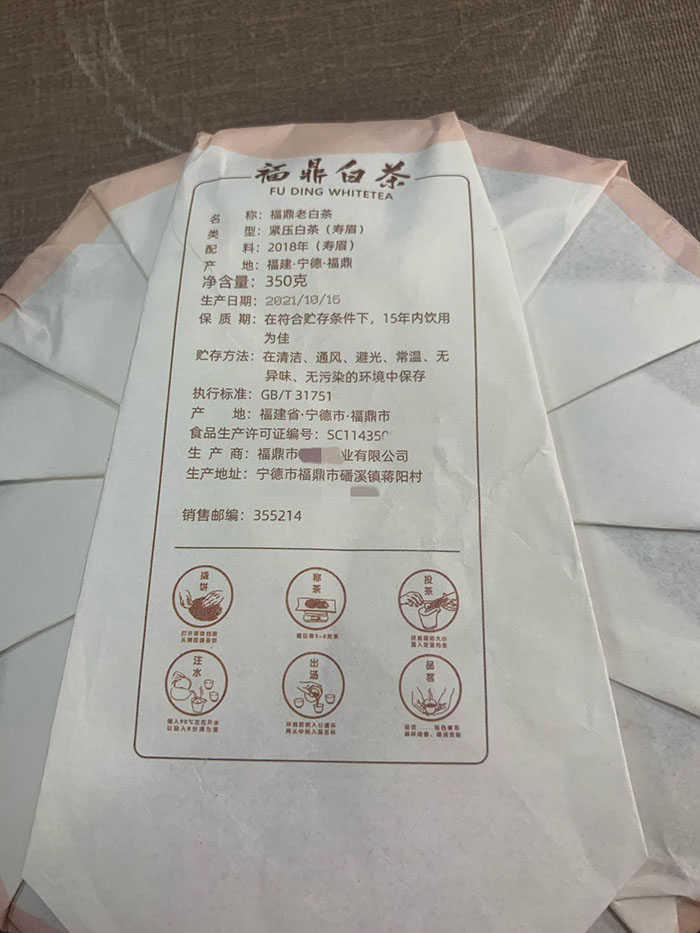 福鼎白茶
FU DING WHITETEA
名 称：福鼎老白茶
类 型：紧压白茶（寿眉）
配 料：2018年（寿眉）
产 地：福建·宁德·福鼎
净含量：350克
生产日期：2021/10/16
保 质 期：在符合贮存条件下，15年内饮用
为佳
贮存方法：在清洁、通风、避光、常温、无
异味、无污染的环境中保存
执行标准：GB/T 31751
产 地：福建省·宁德市·福鼎市
食品生产许可证编号：SC114350
生 产 商：福鼎市 业有限公司
生产地址：宁德市福鼎市磻溪镇蒋阳村
销售邮编：355214
撬饼
称茶
投茶
建议每5-8克茶
注水
出汤
品茗